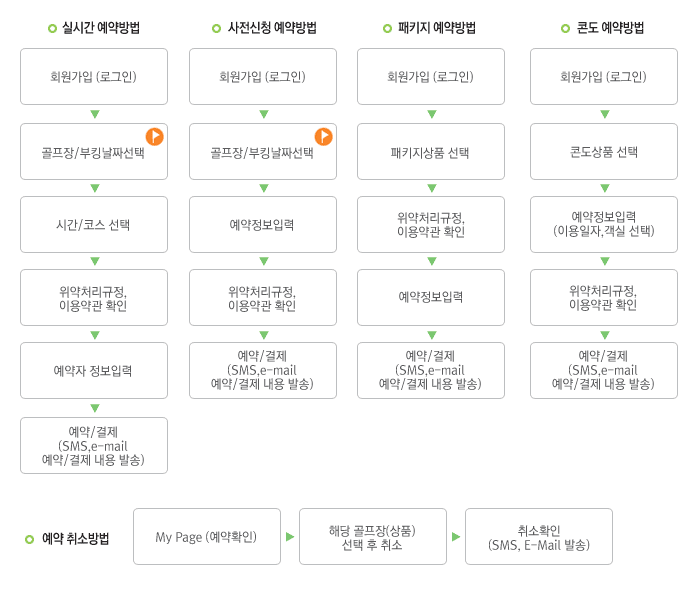 실시간 예약방법
회원가입 (로그인)
골프장/부킹날짜선택
시간/코스 선택
위약처리규정,
이용약관 확인
예약자 정보입력
예약/결제
(SMS,e-mail
예약/결제 내용 발송)
사전신청 예약방법
회원가입 (로그인)
골프장/부킹날짜선택
예약정보입력
위약처리규정,
이용약관 확인
예약/결제
(SMS,e-mail
예약/결제 내용 발송)
패키지 예약방법
회원가입 (로그인)
패키지상품 선택
위약처리규정,
이용약관 확인
예약정보입력
예약/결제
(SMS,e-mail
예약/결제 내용 발송)
콘도 예약방법
회원가입 (로그인)
콘도상품 선택
예약정보입력
(이용일자,객실 선택)
위약처리규정,
이용약관 확인
예약/결제
(SMS,e-mail
예약/결제 내용 발송)
예약 취소방법
My Page (예약확인)
해당 골프장(상품)
선택 후 취소
취소확인
(SMS, E-Mail 발송)